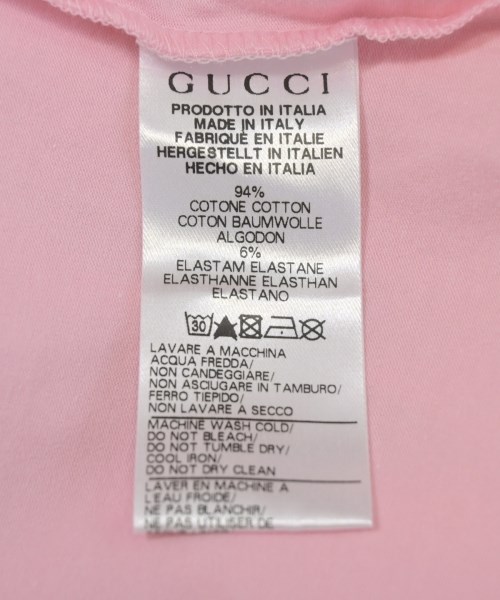 GUCCI
PRODOTTO IN ITALIA
MADE IN ITALY
FABRIQUÉ EN ITALIE
HERGESTELLT IN ITALIEN
HECHO EN ITALIA
94%
COTONE COTTON
COTON BAUMWOLLE
ALGODON
6%
ELASTAM ELASTANE
ELASTHANNE ELASTHAN
ELASTANO
30
LAVARE A MACCHINA
ACQUA FREDDA/
NON CANDEGGIARE/
NON ASCIUGARE IN TAMBURO/
FERRO TIEPIDO/
NON LAVARE A SECCO
MACHINE WASH COLD/
DO NOT BLEACH/
DO NOT TUMBLE DRY/
COOL IRON/
DO NOT DRY CLEAN
LAVER EN MACHINE A
L'EAU FROIDE/
NE PAS BLANCHIR/
NE PAS UTILISER DE